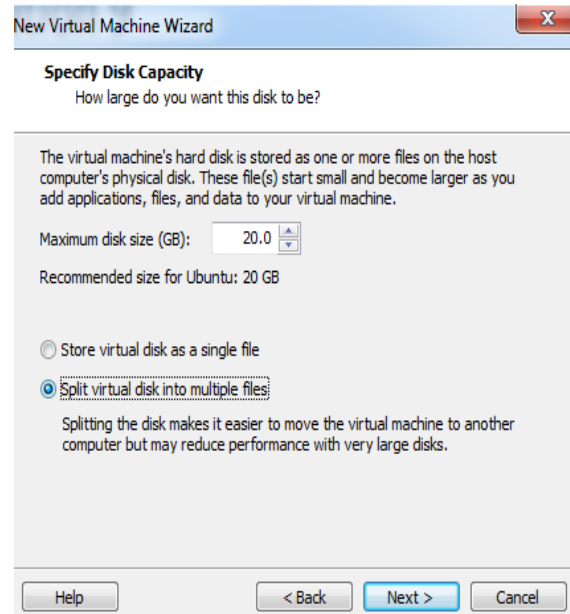 New Virtual Machine Wizard
X
Specify Disk Capacity
How large do you want this disk to be?
The virtual machine's hard disk is stored as one or more files on the host
computer's physical disk. These file(s) start small and become larger as you
add applications, files, and data to your virtual machine.
Maximum disk size (GB): 20.0
Recommended size for Ubuntu: 20 GB
Store virtual disk as a single file
Split virtual disk into multiple files
Splitting the disk makes it easier to move the virtual machine to another
computer but may reduce performance with very large disks.
Help < Back Next > Cancel